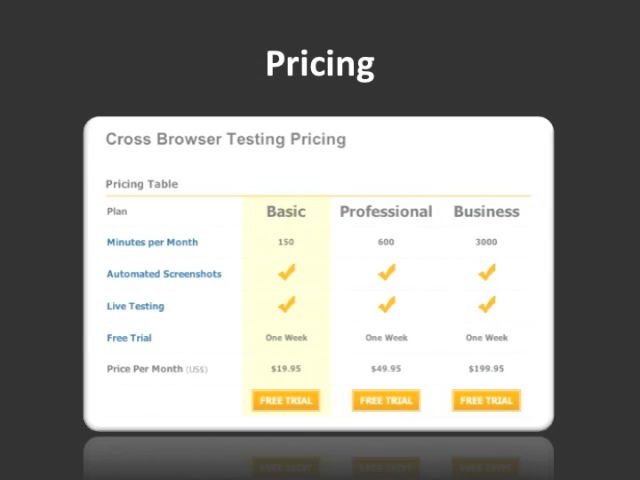 Pricing
Cross Browser Testing Pricing
Pricing Table
Plan Basic Professional Business
Minutes per Month 150 600 3000
Automated Screenshots
Live Testing
Free Trial One Week One Week One Week
Price Per Month (US$) $19.95 $49.95 $199.95
FREE TRIAL FREE TRIAL FREE TRIAL